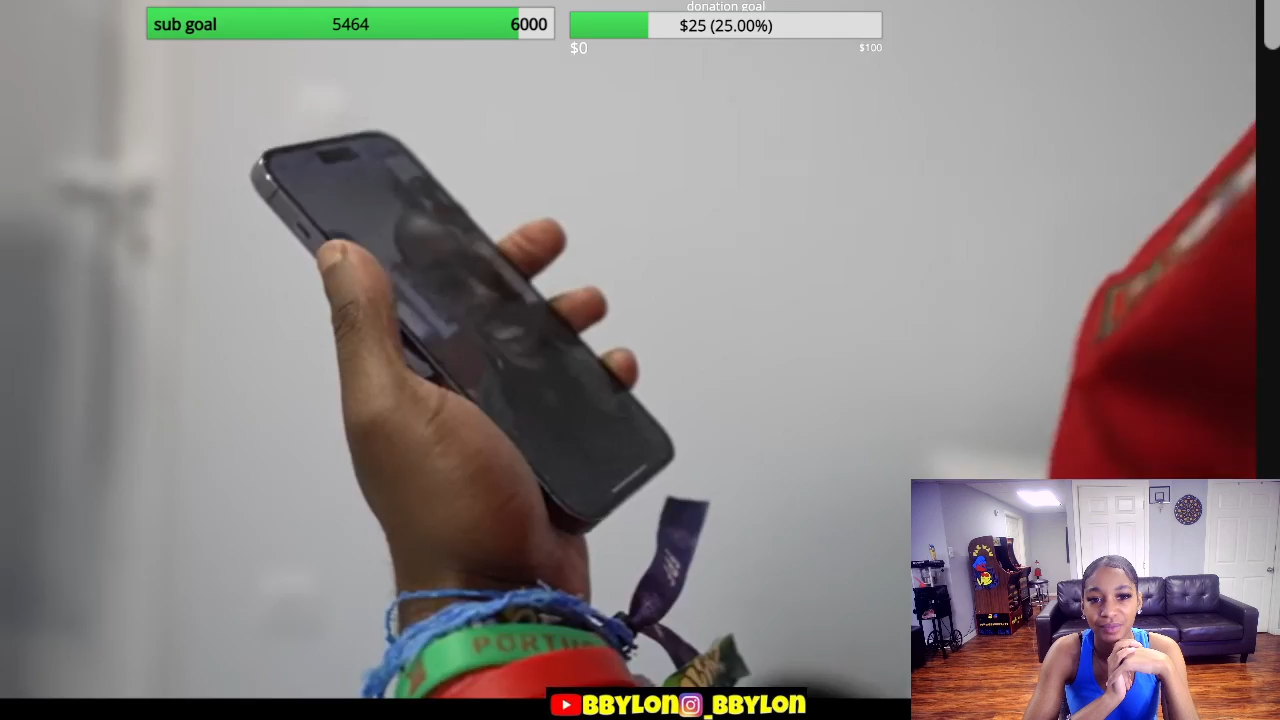 donation goal
sub goal 5464 6000
$25 (25.00%)
$0 $100
PORTU
BBYLON _BBYLON